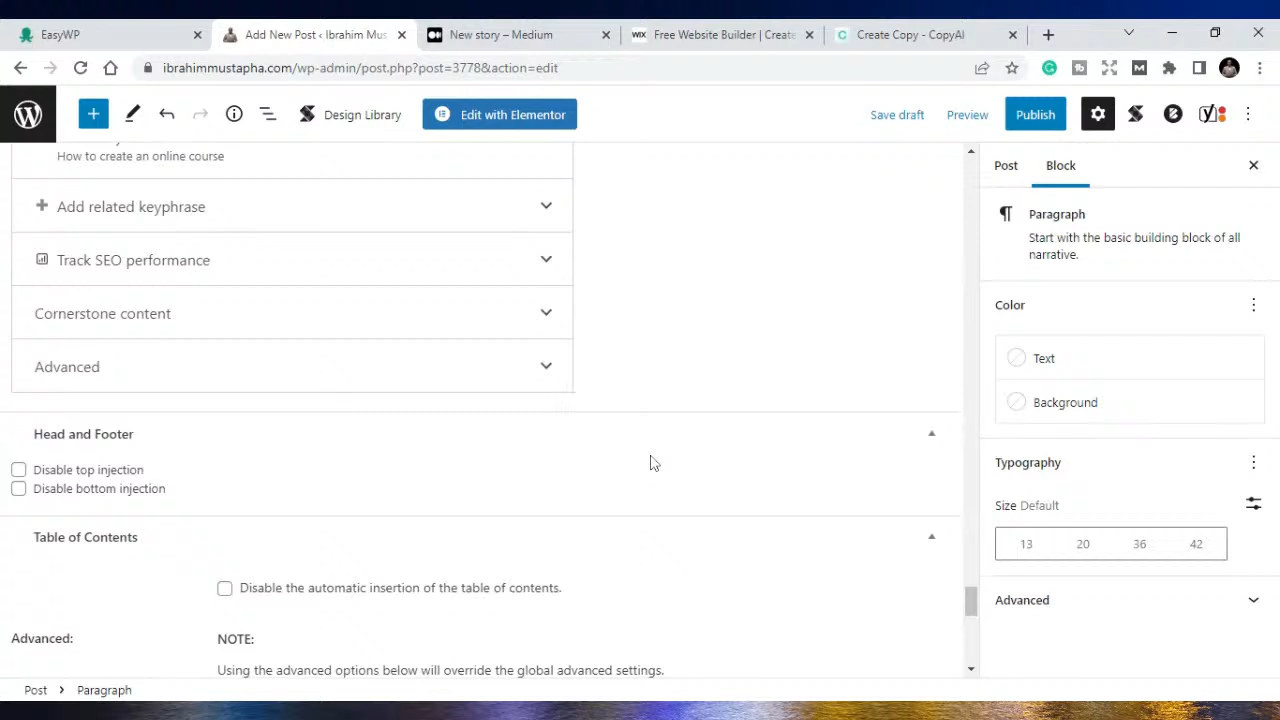 EasyWP
Add New Post ‹ Ibrahim Mus
New story – Medium
WIX
Free Website Builder | Create
Create Copy - CopyAI
ibrahimmustapha.com/wp-admin/post.php?post=3778&action=edit
Design Library
Edit with Elementor
Save draft
Preview
Publish
How to create an online course
Add related keyphrase
Track SEO performance
Cornerstone content
Advanced
Head and Footer
Disable top injection
Disable bottom injection
Table of Contents
Disable the automatic insertion of the table of contents.
Advanced:
NOTE:
Using the advanced options below will override the global advanced settings.
Post
Block
Paragraph
Start with the basic building block of all
narrative.
Color
Text
Background
Typography
Size Default
13 20 36 42
Advanced
Post
Paragraph